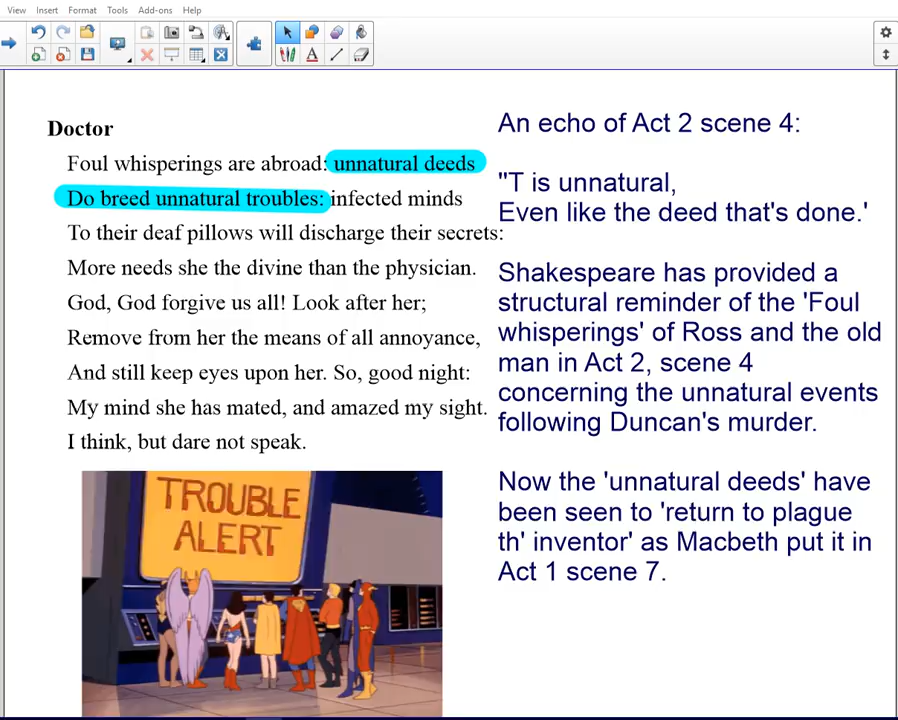 View Insert Format Tools Add-ons Help
Doctor
Foul whisperings are abroad: unnatural deeds
Do breed unnatural troubles: infected minds
To their deaf pillows will discharge their secrets:
More needs she the divine than the physician.
God, God forgive us all! Look after her;
Remove from her the means of all annoyance,
And still keep eyes upon her. So, good night:
My mind she has mated, and amazed my sight.
I think, but dare not speak.
TROUBLE
ALERT
An echo of Act 2 scene 4:
''T is unnatural,
Even like the deed that's done.'
Shakespeare has provided a
structural reminder of the 'Foul
whisperings' of Ross and the old
man in Act 2, scene 4
concerning the unnatural events
following Duncan's murder.
Now the 'unnatural deeds' have
been seen to 'return to plague
th' inventor' as Macbeth put it in
Act 1 scene 7.